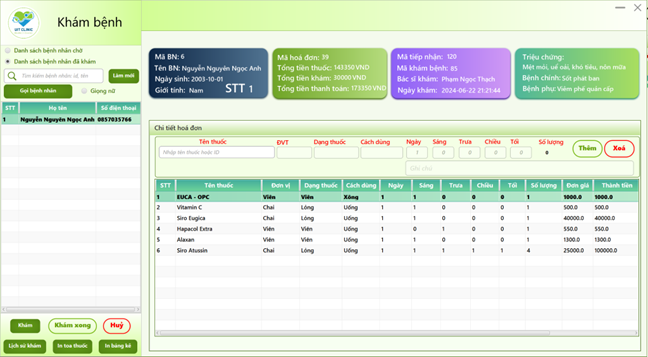 UIT CLINIC
Khám bệnh
Danh sách bệnh nhân chờ
Danh sách bệnh nhân đã khám
Tìm kiếm bệnh nhân: id, tên
Làm mới
Gọi bệnh nhân
Giọng nữ
STT Họ tên Số điện thoại
1 Nguyễn Nguyên Ngọc Anh 0857035766
Khám
Khám xong
Huỷ
Lịch sử khám
In toa thuốc
In bảng kê
Mã BN: 6
Tên BN: Nguyễn Nguyên Ngọc Anh
Ngày sinh: 2003-10-01
Giới tính: Nam
STT 1
Mã hoá đơn: 39
Tổng tiền thuốc: 143350 VND
Tổng tiền khám: 30000 VND
Tổng tiền thanh toán: 173350 VND
Mã tiếp nhận: 120
Mã khám bệnh: 85
Bác sĩ khám: Phạm Ngọc Thạch
Ngày khám: 2024-06-22 21:21:44
Triệu chứng:
Mệt mỏi, uể oải, khó tiêu, nôn mửa
Bệnh chính: Sốt phát ban
Bệnh phụ: Viêm phế quản cấp
Chi tiết hoá đơn
Tên thuốc ĐVT Dạng thuốc Cách dùng Ngày Sáng Trưa Chiều Tối Số lượng
Nhập tên thuốc hoặc ID 1 0 0 0 0 0
Thêm
Xoá
Ghi chú
STT Tên thuốc Đơn vị Dạng thuốc Cách dùng Ngày Sáng Trưa Chiều Tối Số lượng Đơn giá Thành tiền
1 EUCA - OPC Viên Viên Xông 1 1 0 0 0 1 1000.0 1000.0
2 Vitamin C Chai Lỏng Uống 1 1 0 0 0 1 500.0 500.0
3 Siro Eugica Chai Lỏng Uống 1 1 0 0 0 1 40000.0 40000.0
4 Hapacol Extra Viên Viên Uống 1 0 1 0 0 1 550.0 550.0
5 Alaxan Viên Viên Uống 1 1 0 0 0 1 1300.0 1300.0
6 Siro Atussin Chai Lỏng Uống 1 1 1 1 1 4 25000.0 100000.0